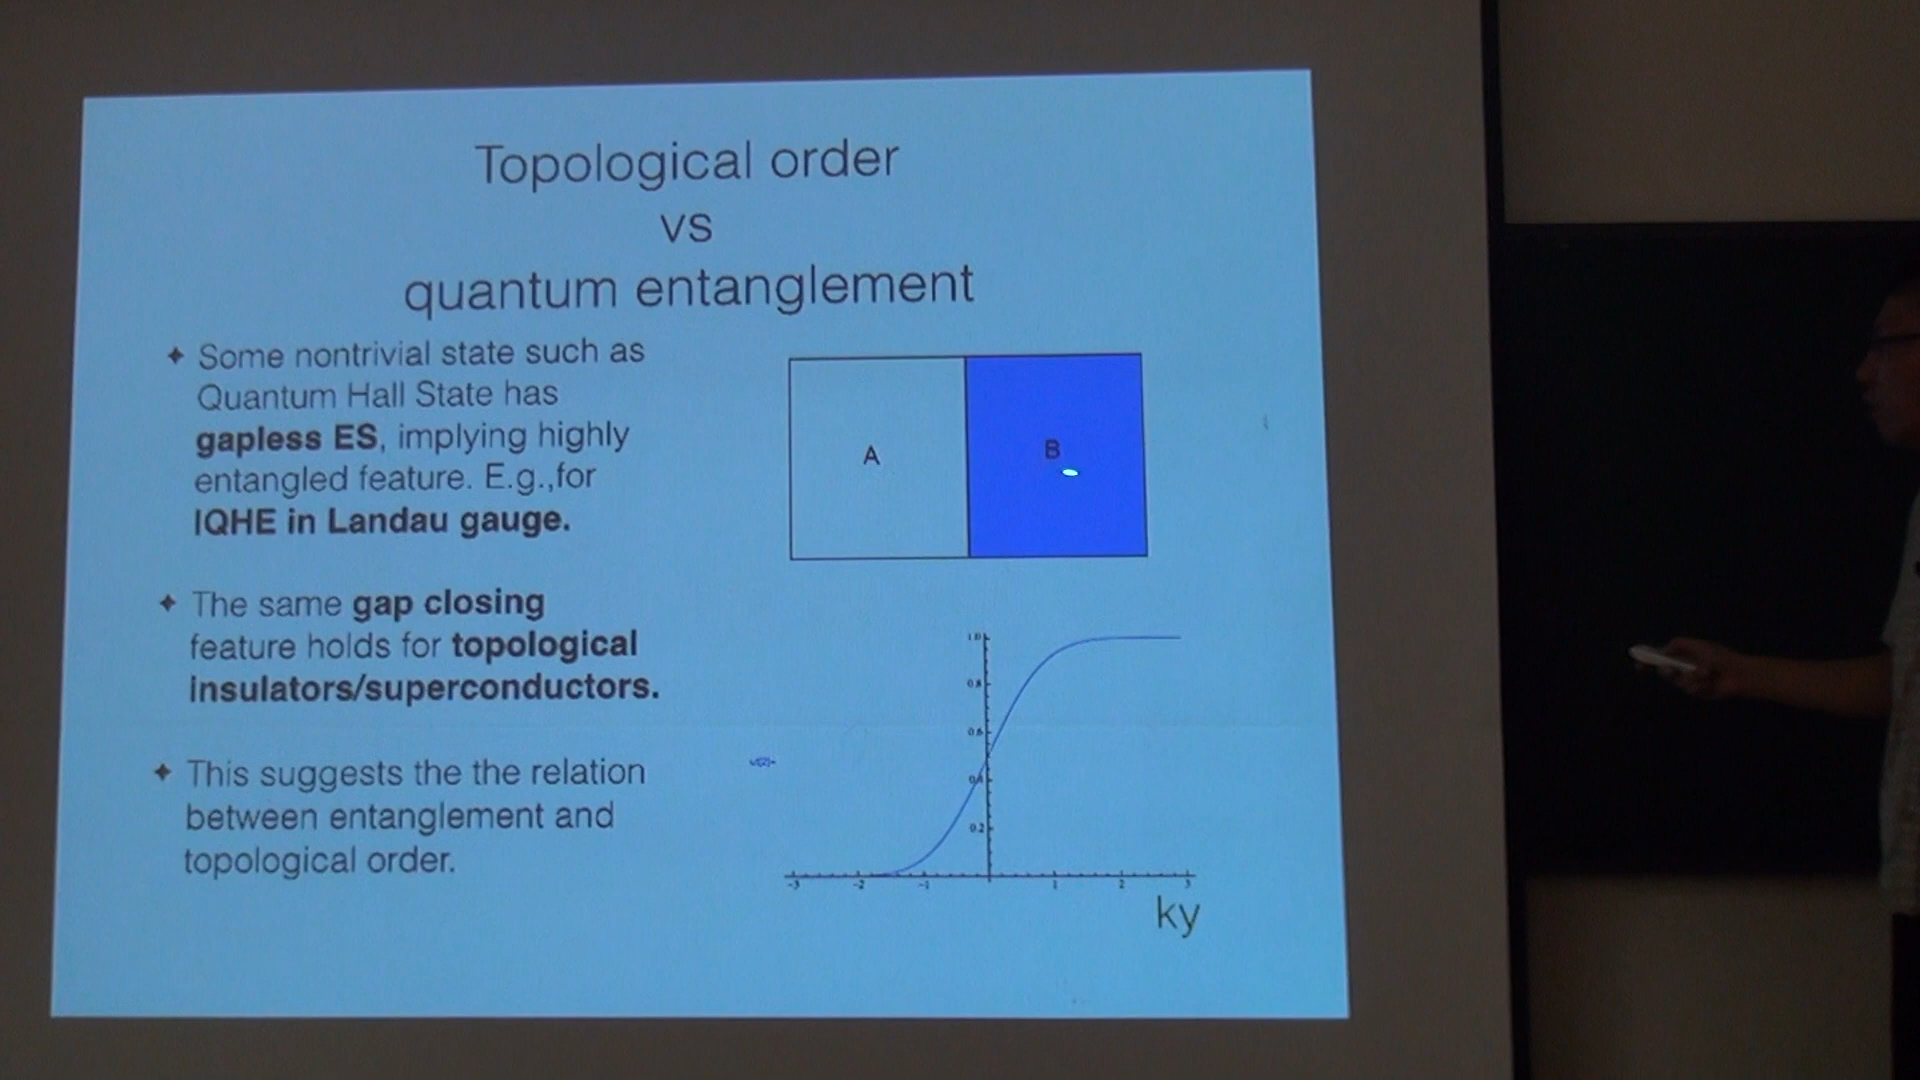 Topological order
vs
quantum entanglement
✦ Some nontrivial state such as
Quantum Hall State has
gapless ES, implying highly
entangled feature. E.g.,for
IQHE in Landau gauge.
✦ The same gap closing
feature holds for topological
insulators/superconductors.
✦ This suggests the the relation
between entanglement and
topological order.
A
B
1.0
0.8
0.6
0.4
0.2
-3 -2 -1 1 2 3
ky